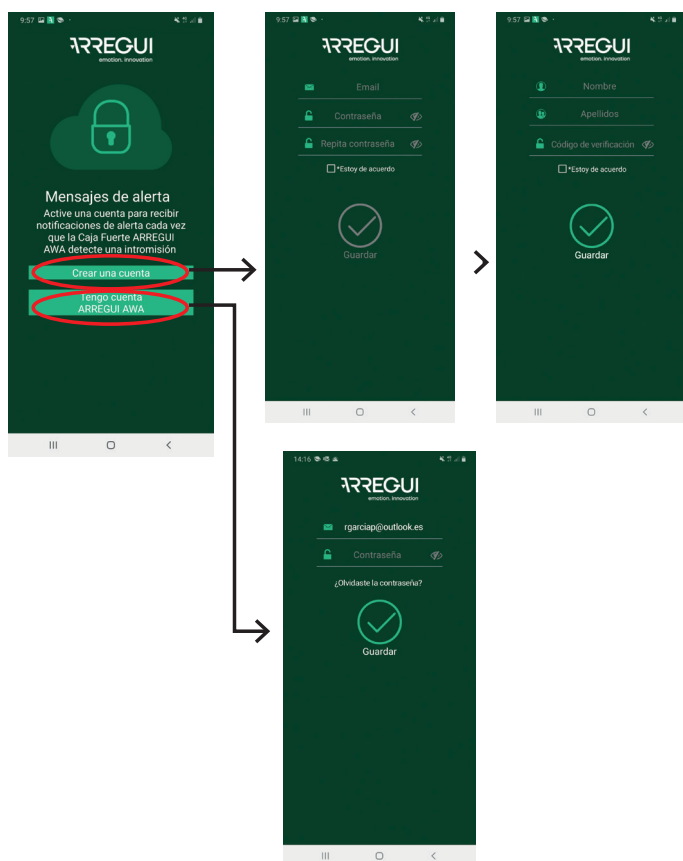 9:57
ARREGUI
emotion. innovation
Mensajes de alerta
Active una cuenta para recibir
notificaciones de alerta cada vez
que la Caja Fuerte ARREGUI
AWA detecte una intromisión
Crear una cuenta
Tengo cuenta
ARREGUI AWA
9:57
ARREGUI
emotion. innovation
Email
Contraseña
Repita contraseña
*Estoy de acuerdo
Guardar
9:57
ARREGUI
emotion. innovation
Nombre
Apellidos
Código de verificación
*Estoy de acuerdo
Guardar
14:16
ARREGUI
emotion. innovation
rgarciap@outlook.es
Contraseña
¿Olvidaste la contraseña?
Guardar